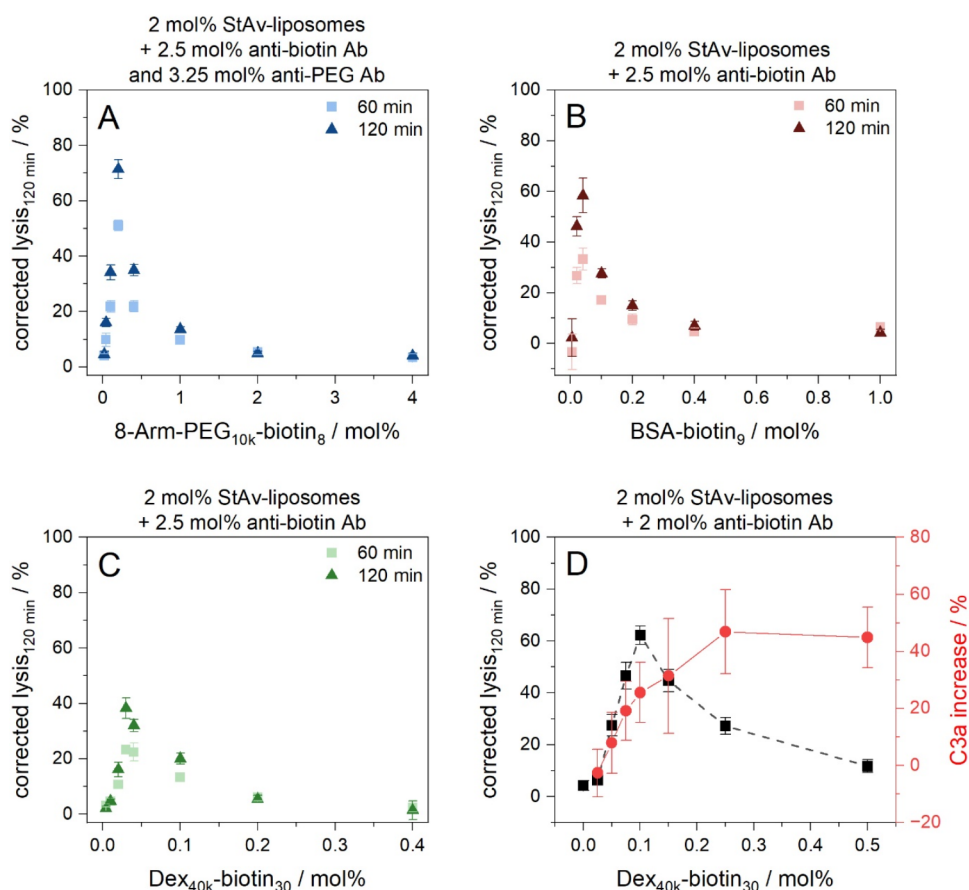 2 mol% StAv-liposomes
+ 2.5 mol% anti-biotin Ab
and 3.25 mol% anti-PEG Ab
A
60 min
120 min
corrected lysis120 min / %
100
80
60
40
20
0
0 1 2 3 4
8-Arm-PEG10k-biotin8 / mol%
2 mol% StAv-liposomes
+ 2.5 mol% anti-biotin Ab
B
60 min
120 min
corrected lysis120 min / %
100
80
60
40
20
0
0.0 0.2 0.4 0.6 0.8 1.0
BSA-biotin9 / mol%
2 mol% StAv-liposomes
+ 2.5 mol% anti-biotin Ab
C
60 min
120 min
corrected lysis120 min / %
100
80
60
40
20
0
0.0 0.1 0.2 0.3 0.4
Dex40k-biotin30 / mol%
2 mol% StAv-liposomes
+ 2 mol% anti-biotin Ab
D
corrected lysis120 min / %
100
80
60
40
20
0
80
60
40
20
0
−20
C3a increase / %
0.0 0.1 0.2 0.3 0.4 0.5
Dex40k-biotin30 / mol%